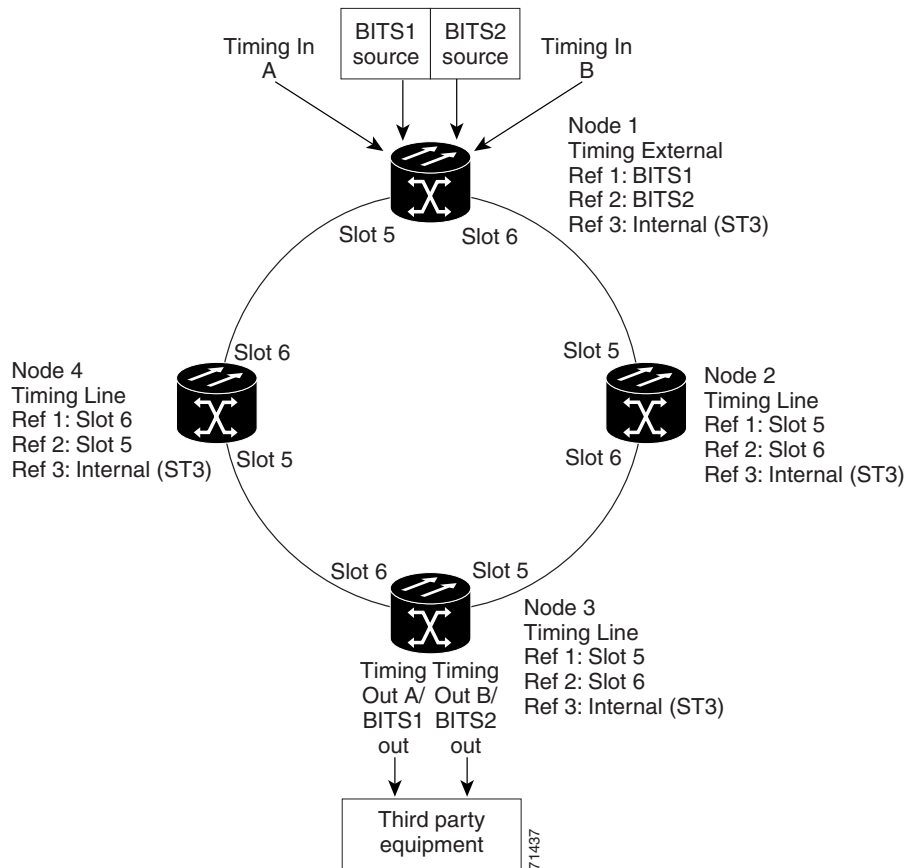 BITS1
source
BITS2
source
Timing In
A
Timing In
B
Node 1
Timing External
Ref 1: BITS1
Ref 2: BITS2
Ref 3: Internal (ST3)
Slot 5
Slot 6
Node 4
Timing Line
Ref 1: Slot 6
Ref 2: Slot 5
Ref 3: Internal (ST3)
Slot 6
Slot 5
Slot 5
Slot 6
Node 2
Timing Line
Ref 1: Slot 5
Ref 2: Slot 6
Ref 3: Internal (ST3)
Slot 6
Slot 5
Node 3
Timing Line
Ref 1: Slot 5
Ref 2: Slot 6
Ref 3: Internal (ST3)
Timing
Out A/
BITS1
out
Timing
Out B/
BITS2
out
Third party
equipment
71437